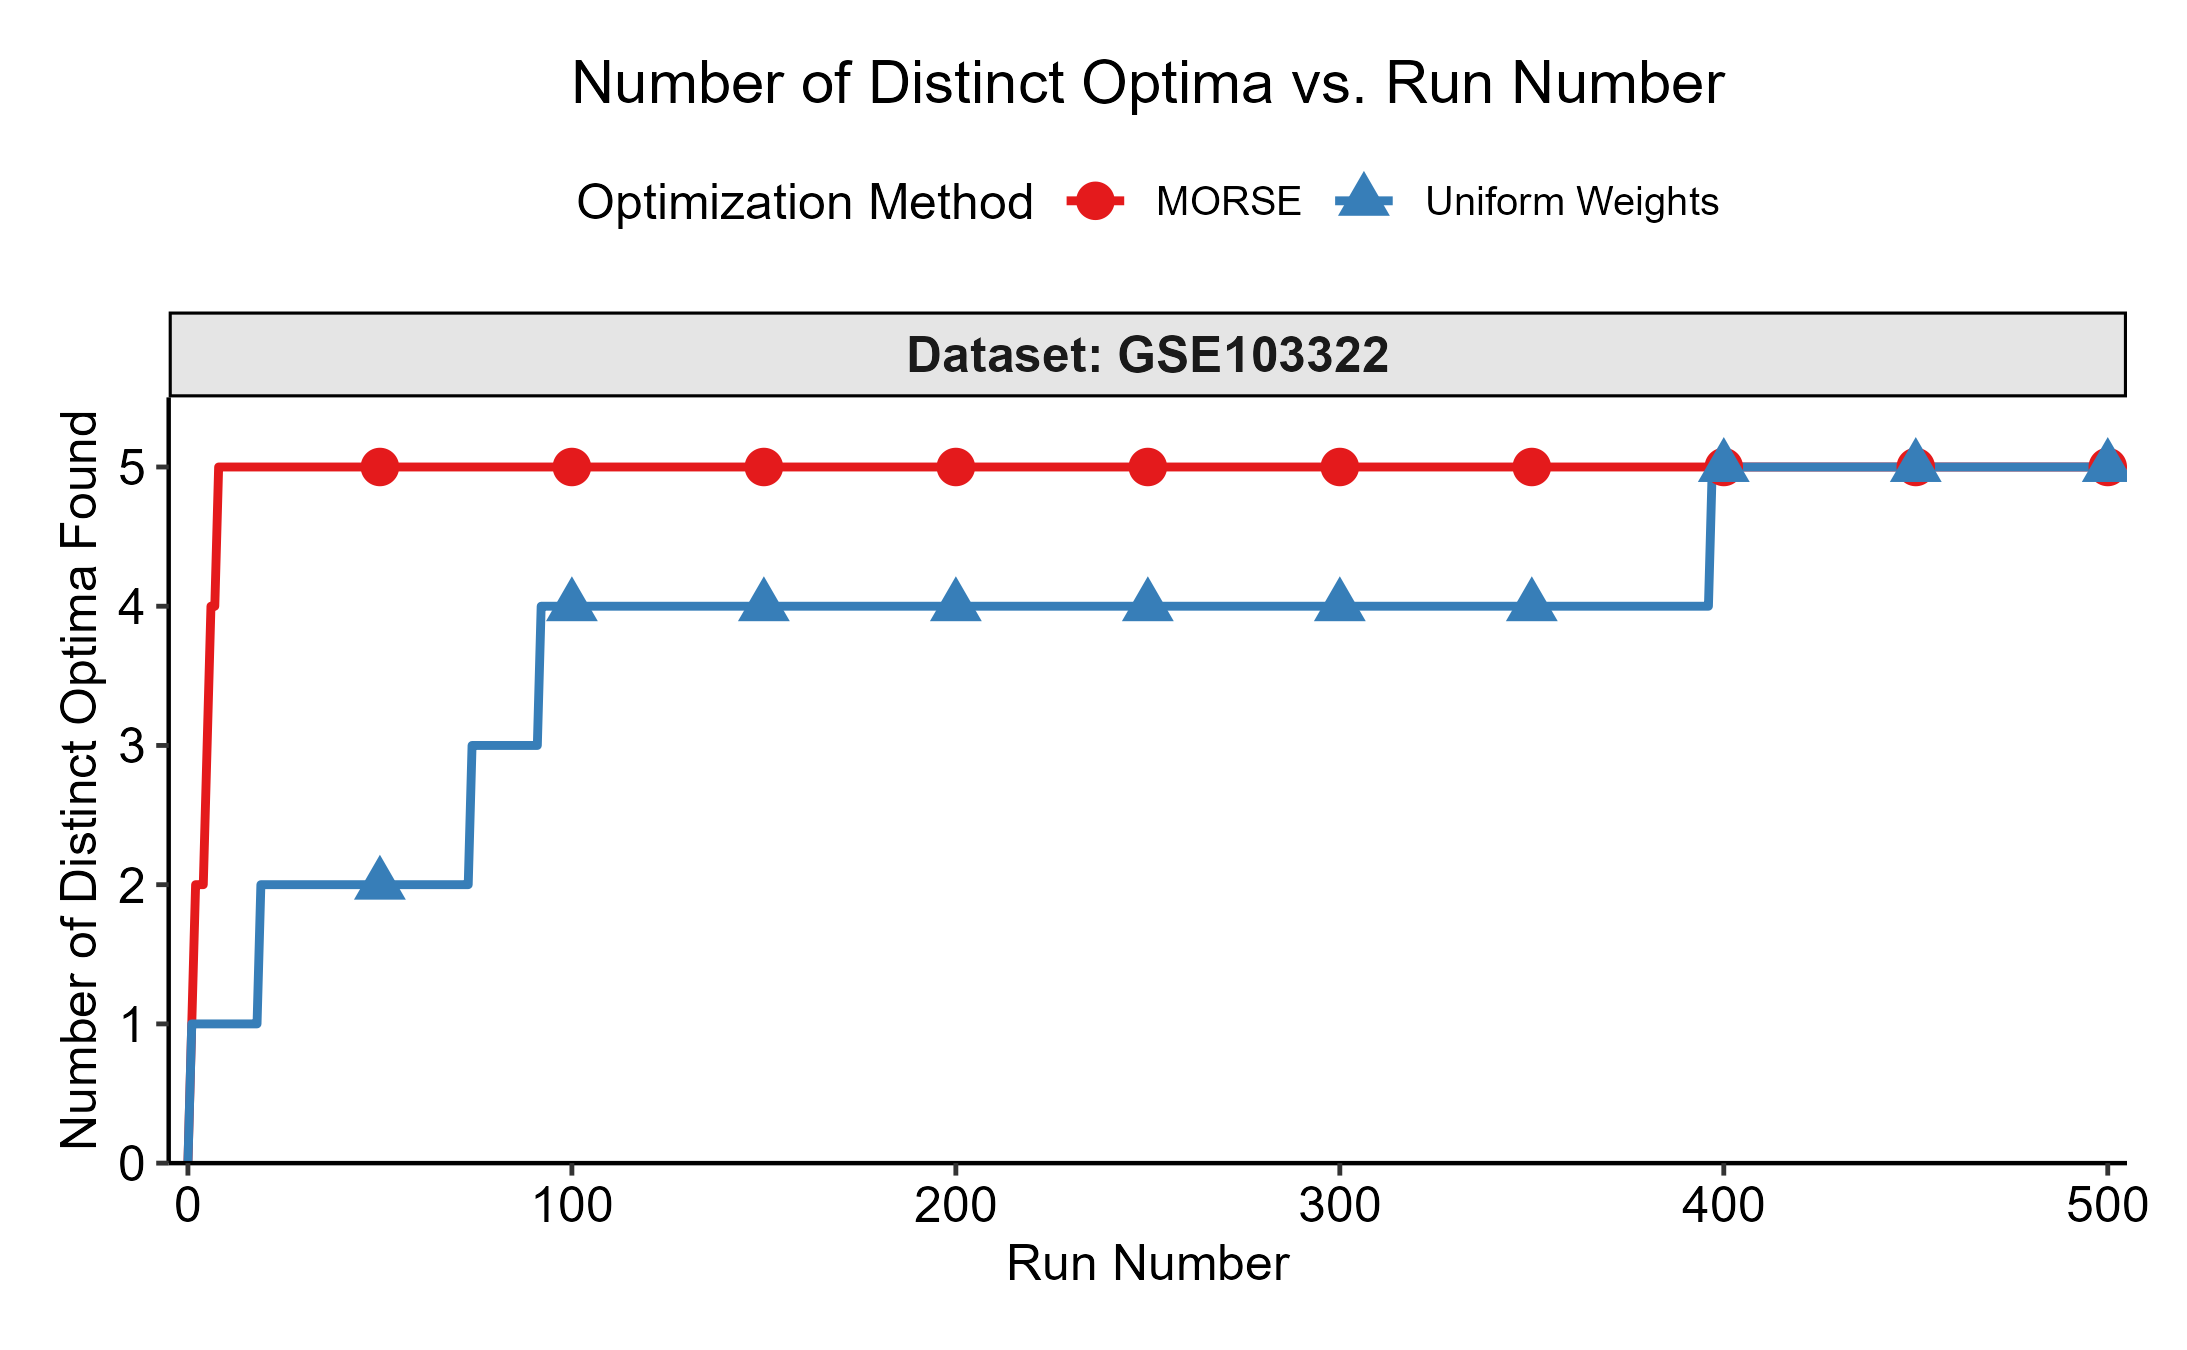 Number of Distinct Optima vs. Run Number
Optimization Method MORSE Uniform Weights
Dataset: GSE103322
Number of Distinct Optima Found
5
4
3
2
1
0
0 100 200 300 400 500
Run Number